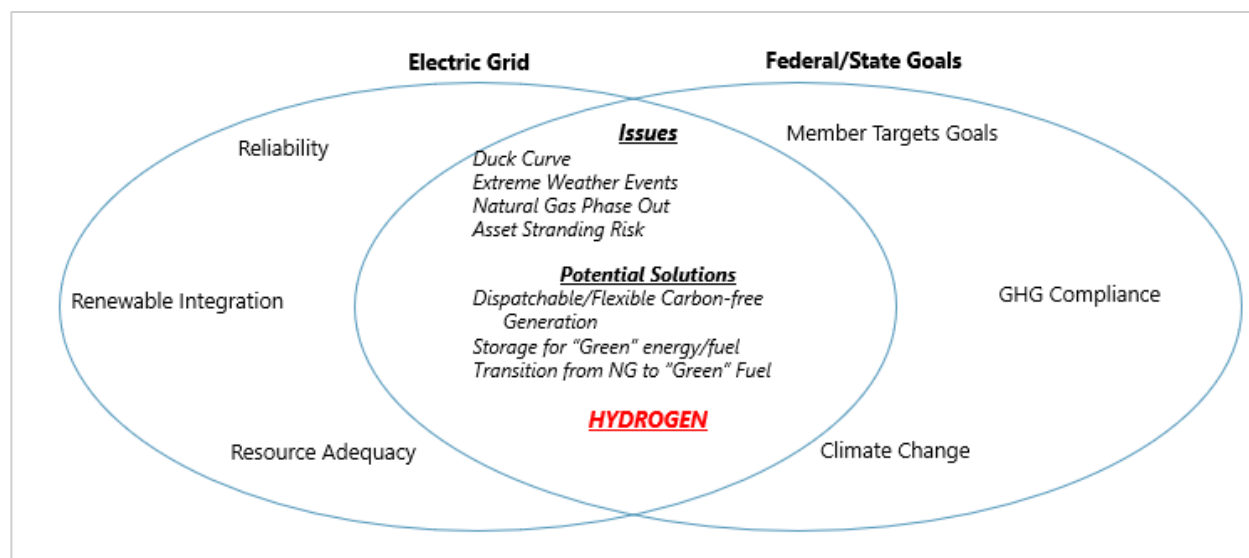 Electric Grid
Federal/State Goals
Reliability
Renewable Integration
Resource Adequacy
Issues
Duck Curve
Extreme Weather Events
Natural Gas Phase Out
Asset Stranding Risk
Potential Solutions
Dispatchable/Flexible Carbon-free
Generation
Storage for “Green” energy/fuel
Transition from NG to “Green” Fuel
HYDROGEN
Member Targets Goals
GHG Compliance
Climate Change